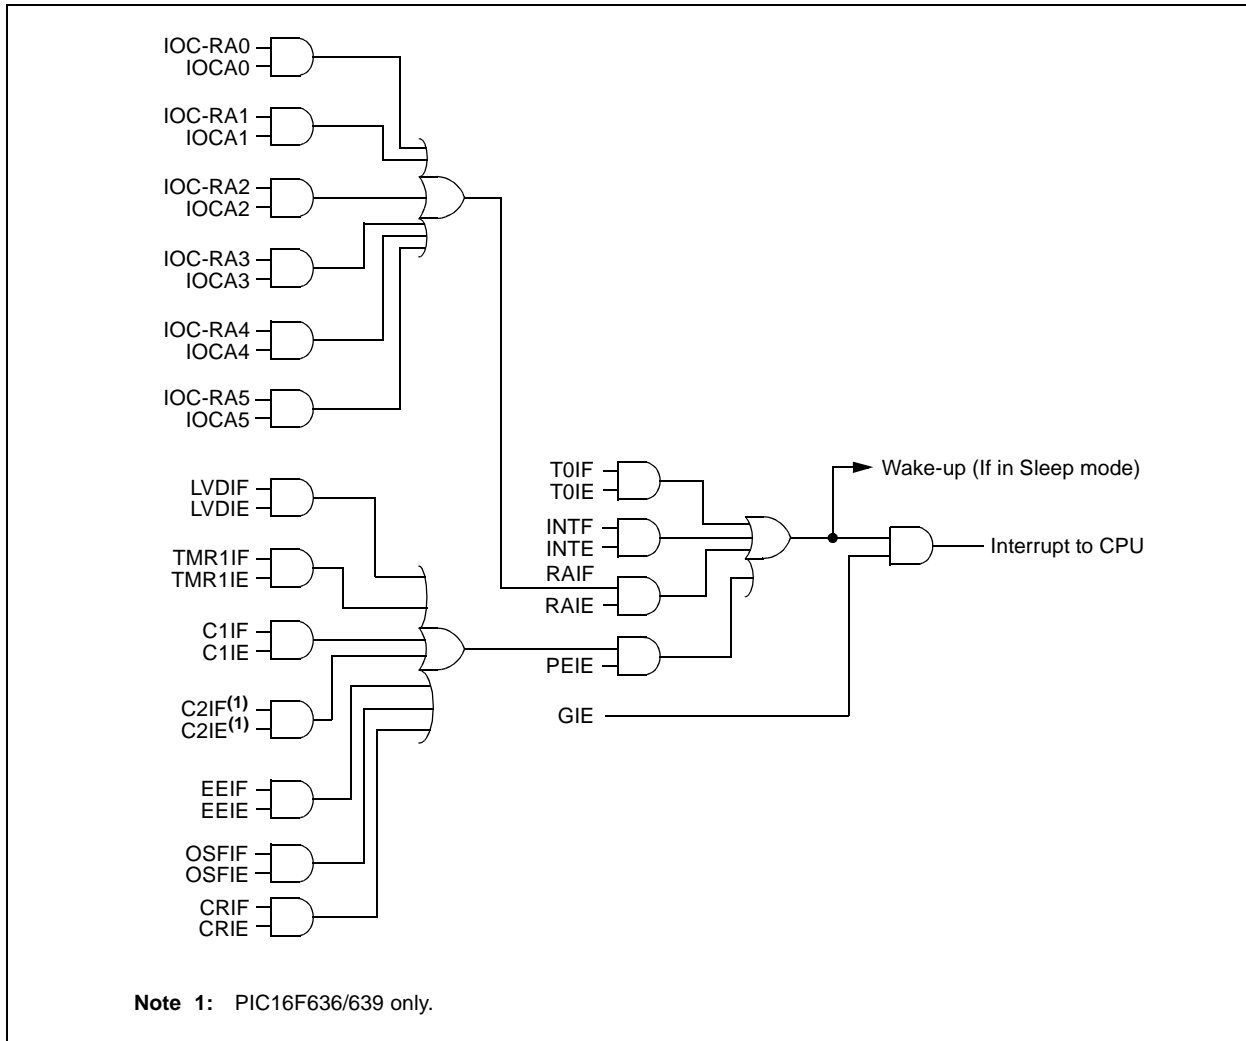 IOC-RA0
IOCA0
IOC-RA1
IOCA1
IOC-RA2
IOCA2
IOC-RA3
IOCA3
IOC-RA4
IOCA4
IOC-RA5
IOCA5
LVDIF
LVDIE
TMR1IF
TMR1IE
C1IF
C1IE
C2IF(1)
C2IE(1)
EEIF
EEIE
OSFIF
OSFIE
CRIF
CRIE
T0IF
T0IE
INTF
INTE
RAIF
RAIE
PEIE
GIE
Wake-up (If in Sleep mode)
Interrupt to CPU
Note 1: PIC16F636/639 only.